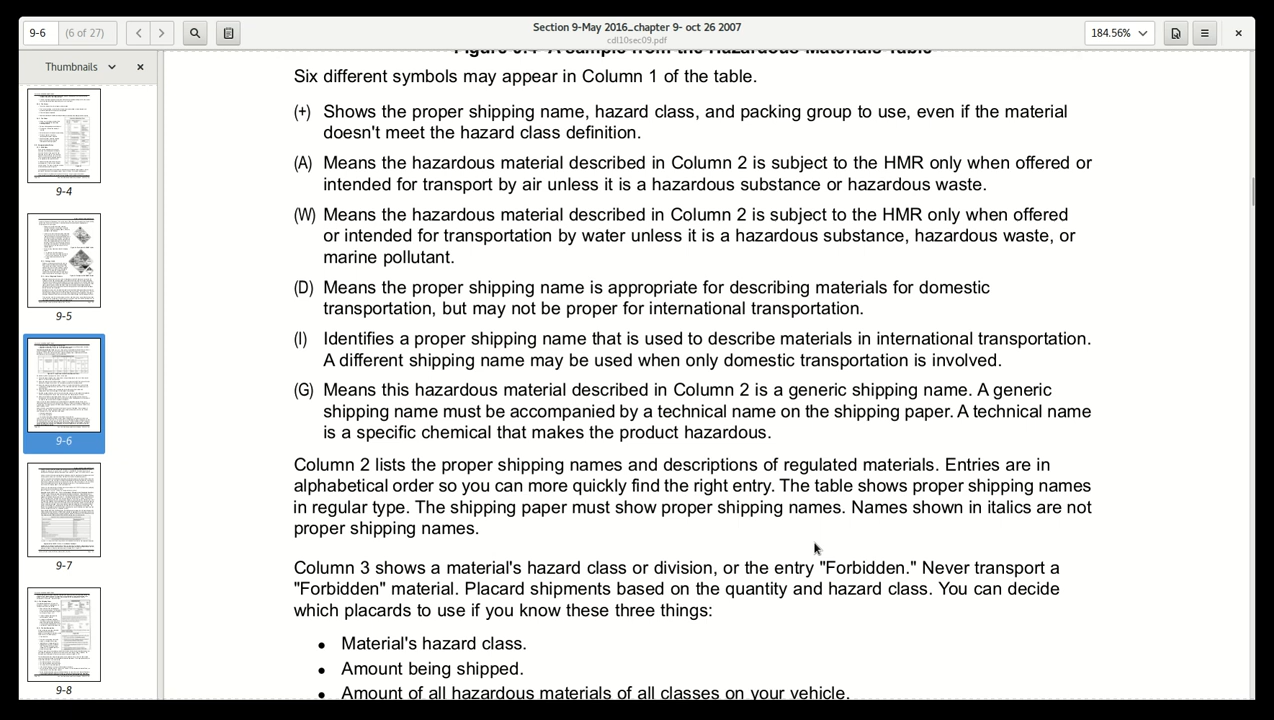 Section 9-May 2016_chapter 9- oct 26 2007
cdl10sec09.pdf
9-6 (6 of 27)
184.56%
Thumbnails
9-4
9-5
9-6
9-7
9-8
Figure 9.4 A sample from the Hazardous Materials Table
Six different symbols may appear in Column 1 of the table.
(+) Shows the proper shipping name, hazard class, and packing group to use, even if the material
doesn't meet the hazard class definition.
(A) Means the hazardous material described in Column 2 is subject to the HMR only when offered or
intended for transport by air unless it is a hazardous substance or hazardous waste.
(W) Means the hazardous material described in Column 2 is subject to the HMR only when offered
or intended for transportation by water unless it is a hazardous substance, hazardous waste, or
marine pollutant.
(D) Means the proper shipping name is appropriate for describing materials for domestic
transportation, but may not be proper for international transportation.
(I) Identifies a proper shipping name that is used to describe materials in international transportation.
A different shipping name may be used when only domestic transportation is involved.
(G) Means this hazardous material described in Column 2 is a generic shipping name. A generic
shipping name must be accompanied by a technical name on the shipping paper. A technical name
is a specific chemical that makes the product hazardous.
Column 2 lists the proper shipping names and description of regulated materials. Entries are in
alphabetical order so you can more quickly find the right entry. The table shows proper shipping names
in regular type. The shipping paper must show proper shipping names. Names shown in italics are not
proper shipping names.
Column 3 shows a material's hazard class or division, or the entry "Forbidden." Never transport a
"Forbidden" material. Placard shipments based on the quantity and hazard class. You can decide
which placards to use if you know these three things:
• Material's hazard class.
• Amount being shipped.
• Amount of all hazardous materials of all classes on your vehicle.